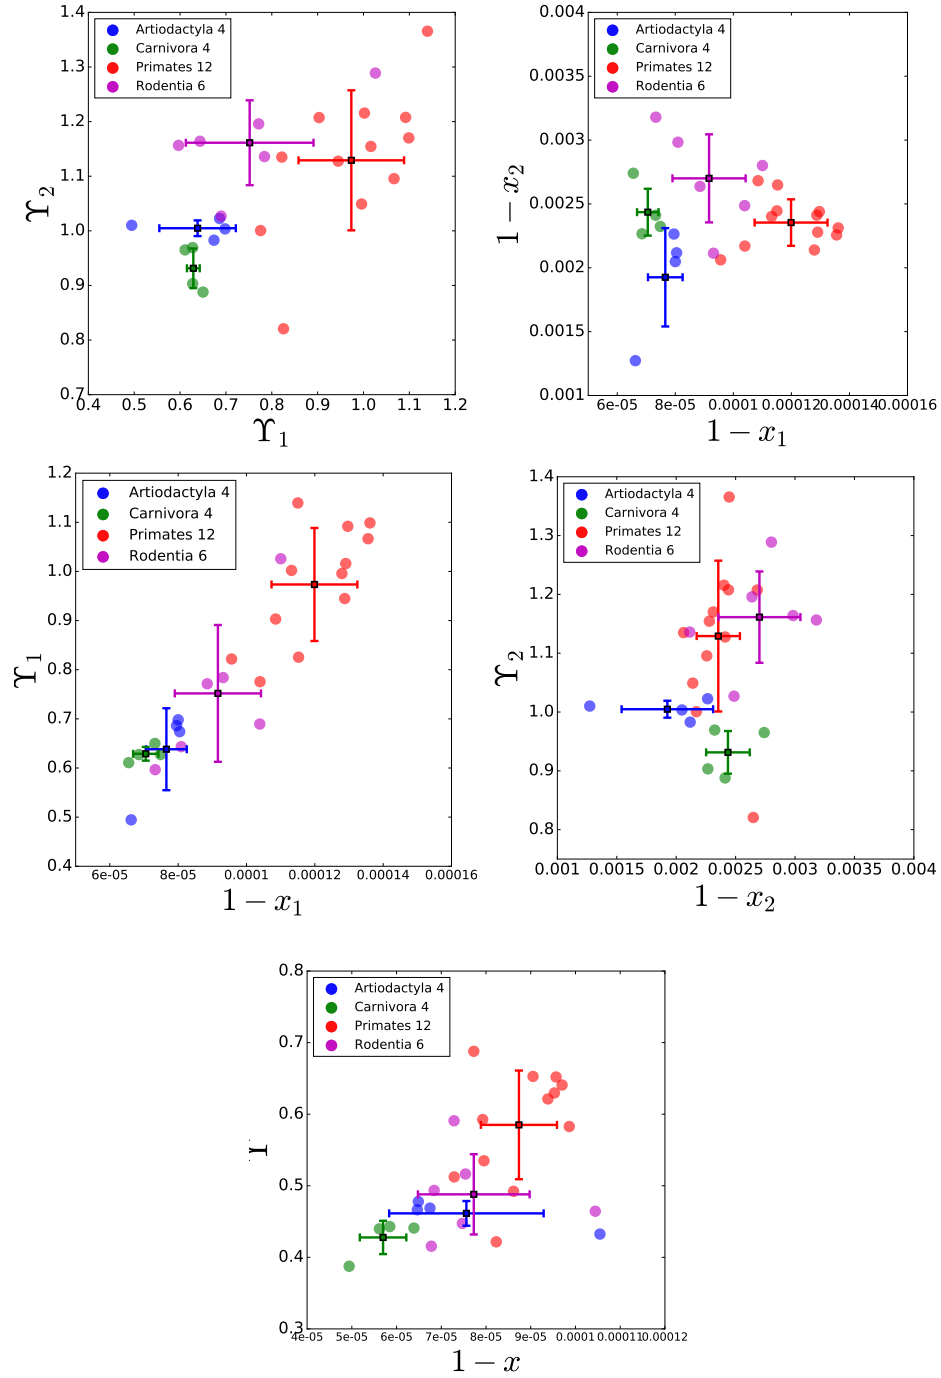 1.4
1.3
1.2
1.1
1.0
0.9
0.8
0.7
0.4 0.5 0.6 0.7 0.8 0.9 1.0 1.1 1.2
ϒ₂
ϒ₁
Artiodactyla 4
Carnivora 4
Primates 12
Rodentia 6
0.004
0.0035
0.003
0.0025
0.002
0.0015
0.001
6e-05 8e-05 0.0001 0.00012 0.00014 0.00016
1 − x₂
1 − x₁
Artiodactyla 4
Carnivora 4
Primates 12
Rodentia 6
1.2
1.1
1.0
0.9
0.8
0.7
0.6
0.5
0.4
6e-05 8e-05 0.0001 0.00012 0.00014 0.00016
ϒ₁
1 − x₁
Artiodactyla 4
Carnivora 4
Primates 12
Rodentia 6
1.4
1.3
1.2
1.1
1.0
0.9
0.8
0.001 0.0015 0.002 0.0025 0.003 0.0035 0.004
ϒ₂
1 − x₂
Artiodactyla 4
Carnivora 4
Primates 12
Rodentia 6
0.8
0.7
0.6
0.5
0.4
0.3
4e-05 5e-05 6e-05 7e-05 8e-05 9e-05 0.0001 0.00011 0.00012
1 − x
Artiodactyla 4
Carnivora 4
Primates 12
Rodentia 6